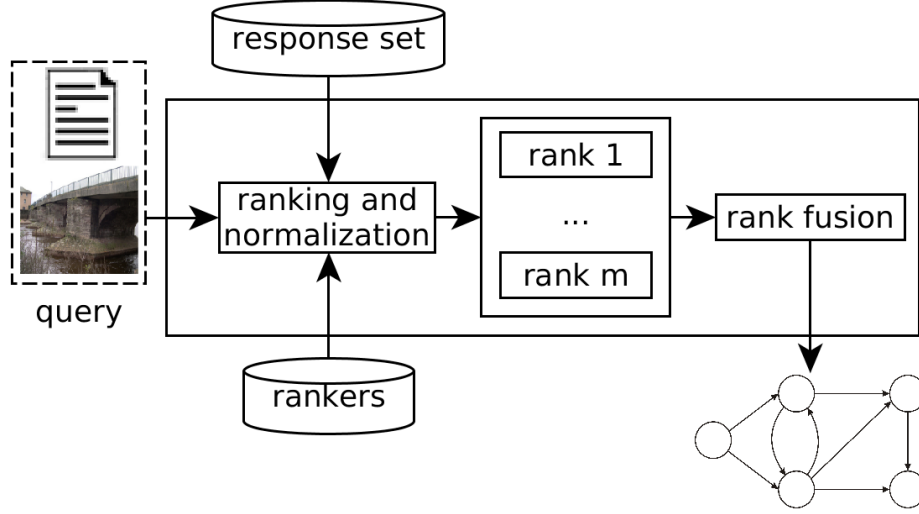 response set
query
ranking and
normalization
rankers
rank 1
...
rank m
rank fusion